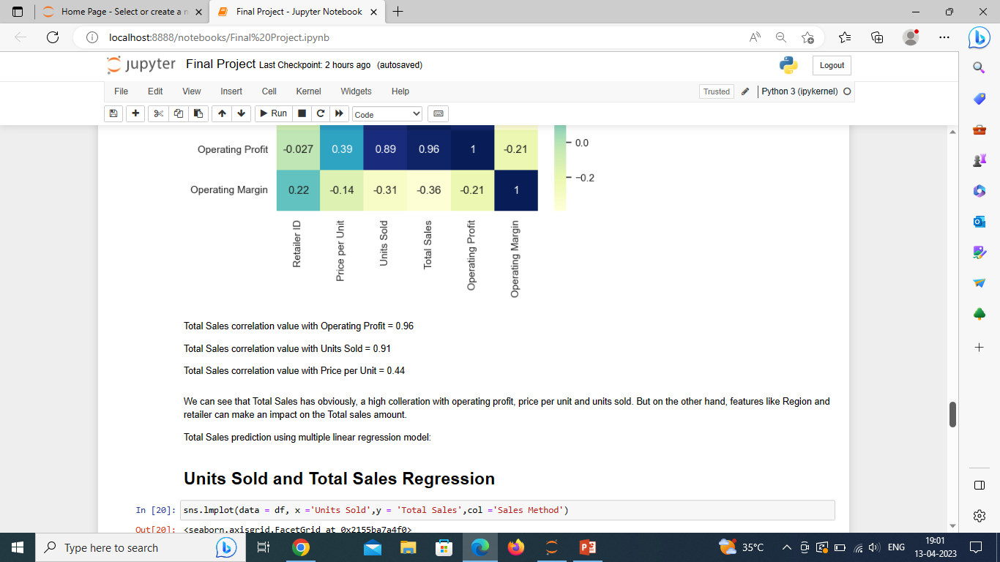 Home Page - Select or create a n
Final Project - Jupyter Notebook
localhost:8888/notebooks/Final%20Project.ipynb
jupyter Final Project Last Checkpoint: 2 hours ago (autosaved)
Logout
File Edit View Insert Cell Kernel Widgets Help
Trusted Python 3 (ipykernel)
Run Code
Operating Profit -0.027 0.39 0.89 0.96 1 -0.21
Operating Margin 0.22 -0.14 -0.31 -0.36 -0.21 1
0.0
-0.2
Retailer ID
Price per Unit
Units Sold
Total Sales
Operating Profit
Operating Margin
Total Sales correlation value with Operating Profit = 0.96
Total Sales correlation value with Units Sold = 0.91
Total Sales correlation value with Price per Unit = 0.44
We can see that Total Sales has obviously, a high colleration with operating profit, price per unit and units sold. But on the other hand, features like Region and
retailer can make an impact on the Total sales amount.
Total Sales prediction using multiple linear regression model:
Units Sold and Total Sales Regression
In [20]: sns.lmplot(data = df, x ='Units Sold',y = 'Total Sales',col ='Sales Method')
Out[20]: <seaborn.axisgrid.FacetGrid at 0x2155ba7a4f0>
Type here to search
35°C
ENG
19:01
13-04-2023